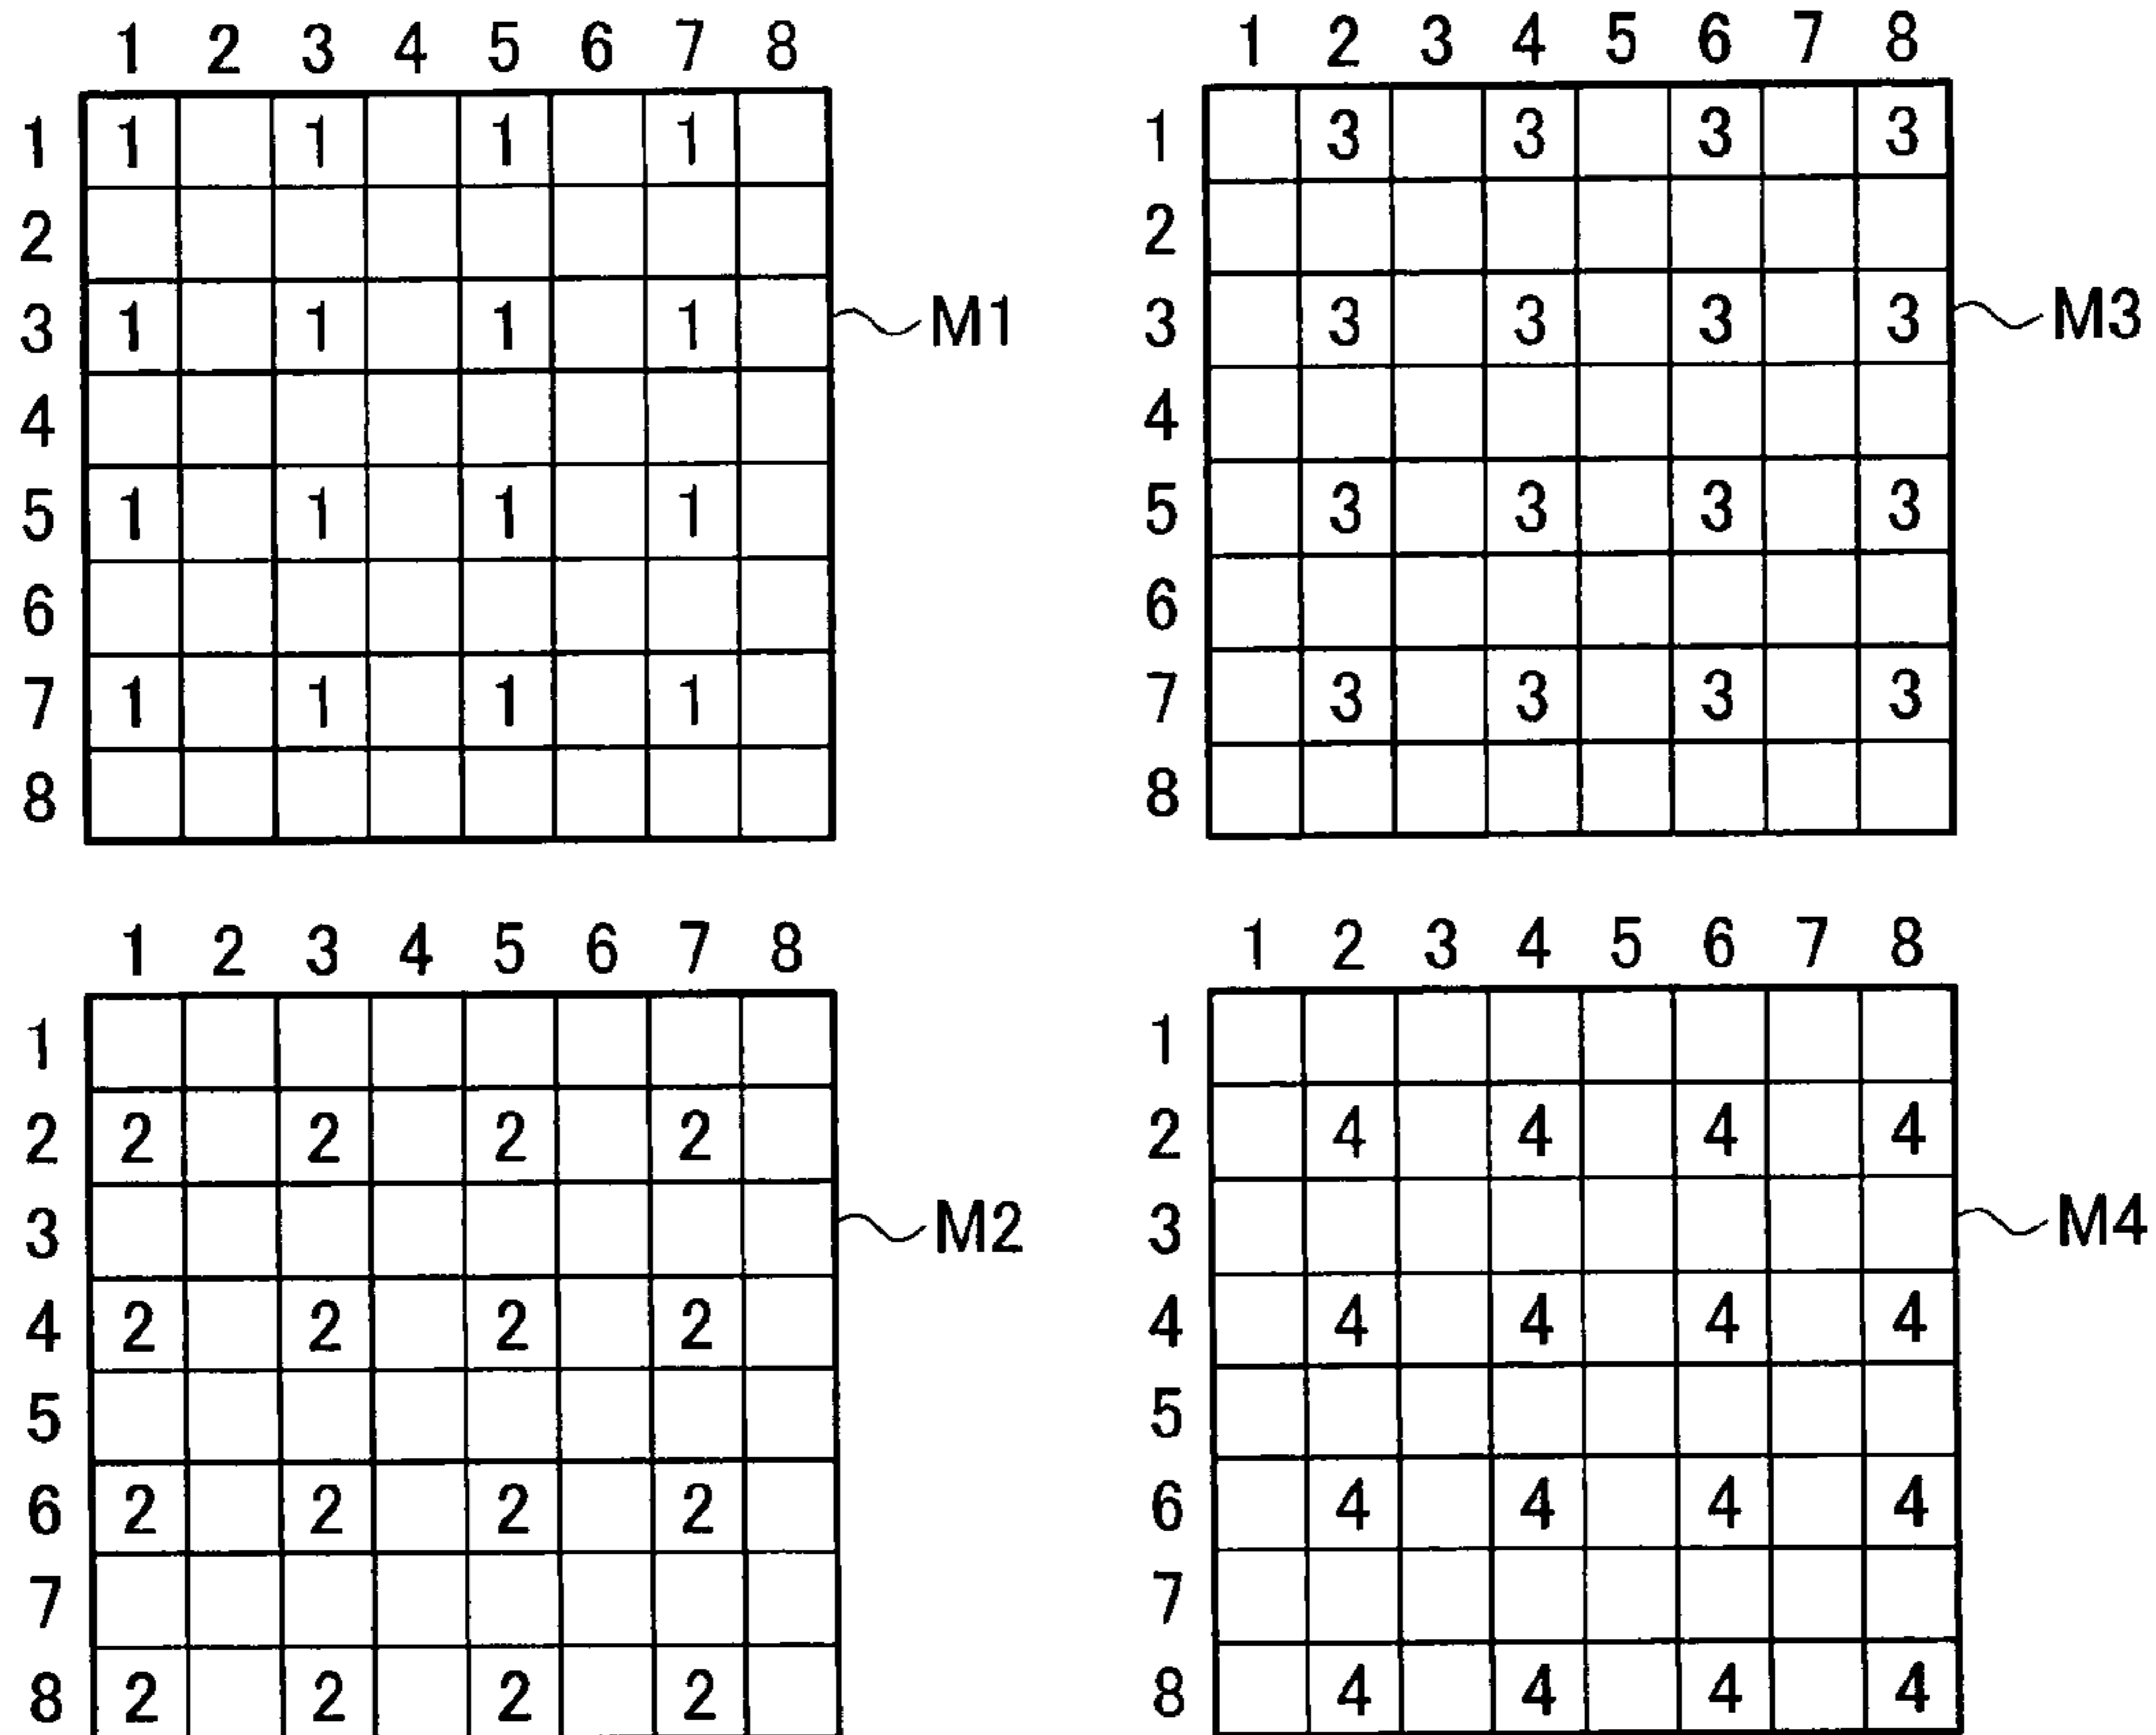 1 2 3 4 5 6 7 8
1 1 1 1 1
2
3 1 1 1 1
4
5 1 1 1 1
6
7 1 1 1 1
8
M1
1 2 3 4 5 6 7 8
1 3 3 3 3
2
3 3 3 3 3
4
5 3 3 3 3
6
7 3 3 3 3
8
M3
1 2 3 4 5 6 7 8
1
2 2 2 2 2
3
4 2 2 2 2
5
6 2 2 2 2
7
8 2 2 2 2
M2
1 2 3 4 5 6 7 8
1
2 4 4 4 4
3
4 4 4 4 4
5
6 4 4 4 4
7
8 4 4 4 4
M4